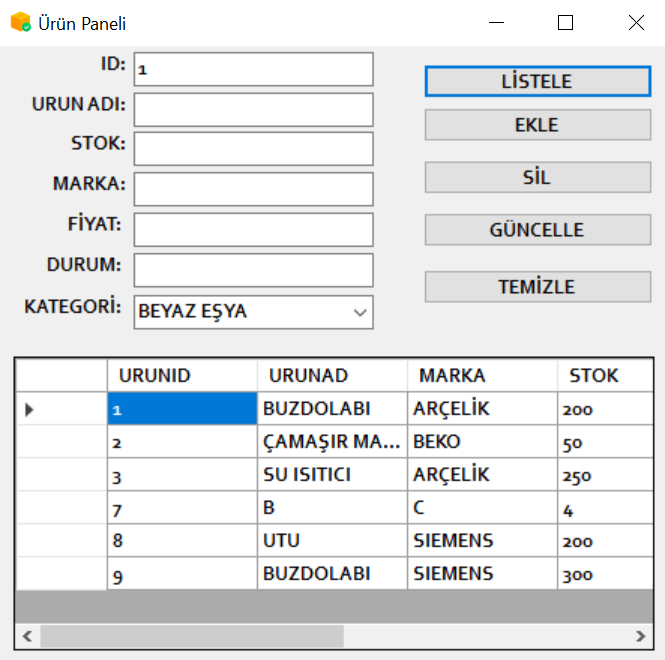 Ürün Paneli
ID: 1
URUN ADI:
STOK:
MARKA:
FİYAT:
DURUM:
KATEGORİ: BEYAZ EŞYA
LİSTELE
EKLE
SİL
GÜNCELLE
TEMİZLE
URUNID URUNAD MARKA STOK
1 BUZDOLABI ARÇELİK 200
2 ÇAMAŞIR MA... BEKO 50
3 SU ISITICI ARÇELİK 250
7 B C 4
8 UTU SIEMENS 200
9 BUZDOLABI SIEMENS 300